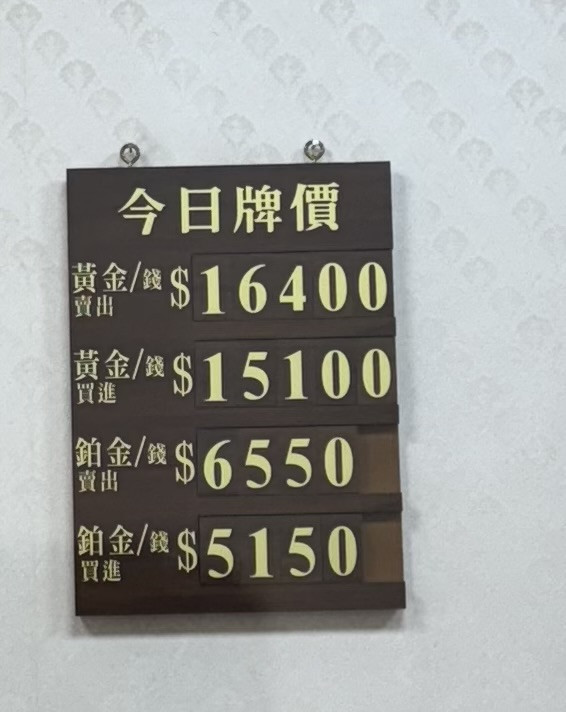 今日牌價
黃金/錢 $16400
賣出
黃金/錢 $15100
買進
鉑金/錢 $6550
賣出
鉑金/錢 $5150
買進